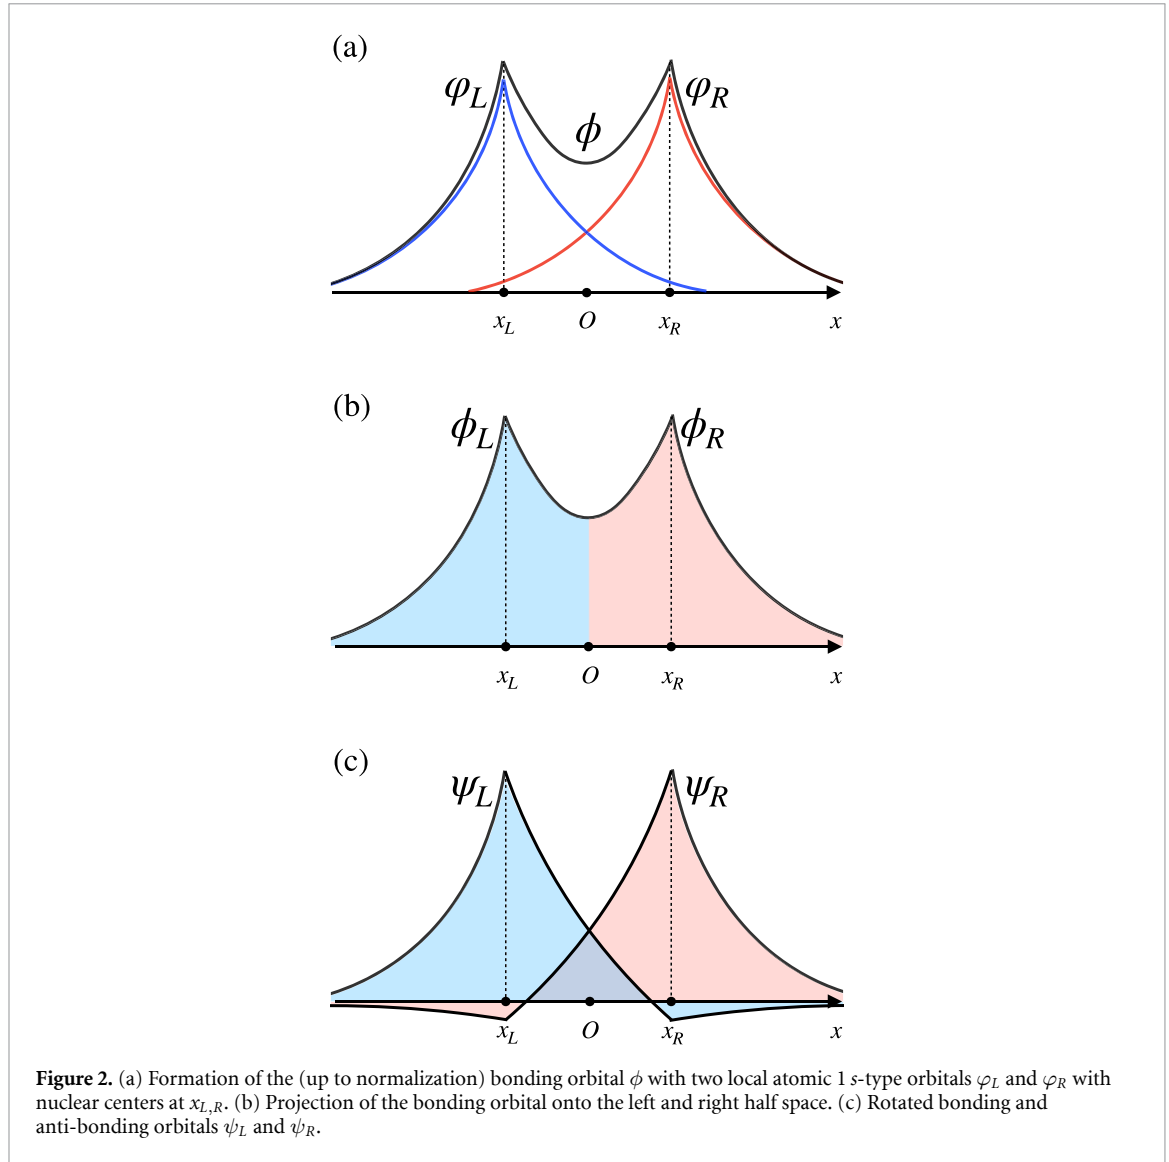 (a)
φL φR
ϕ
xL O xR x
(b)
ϕL ϕR
xL O xR x
(c)
ψL ψR
xL O xR x
Figure 2. (a) Formation of the (up to normalization) bonding orbital ϕ with two local atomic 1 s-type orbitals φL and φR with
nuclear centers at xL,R. (b) Projection of the bonding orbital onto the left and right half space. (c) Rotated bonding and
anti-bonding orbitals ψL and ψR.